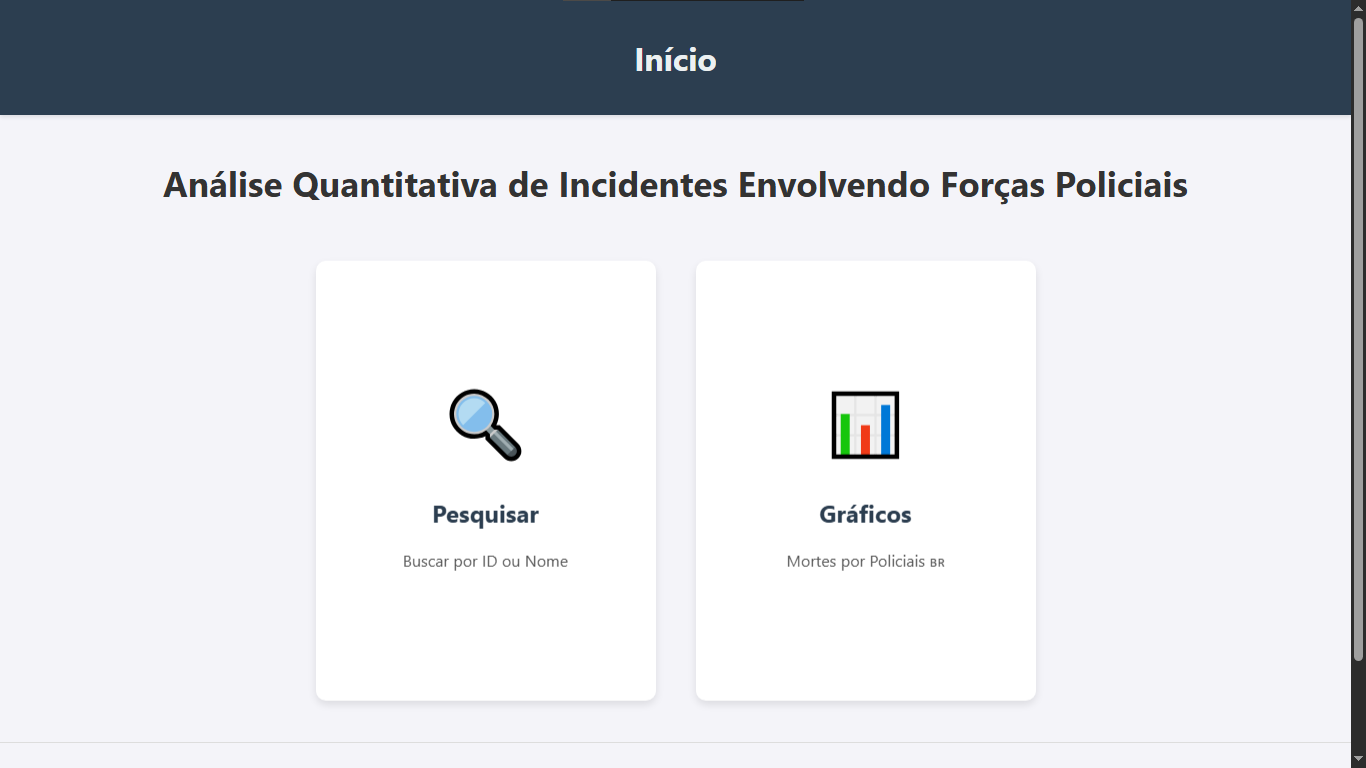 Início
Análise Quantitativa de Incidentes Envolvendo Forças Policiais
Pesquisar
Buscar por ID ou Nome
Gráficos
Mortes por Policiais BR